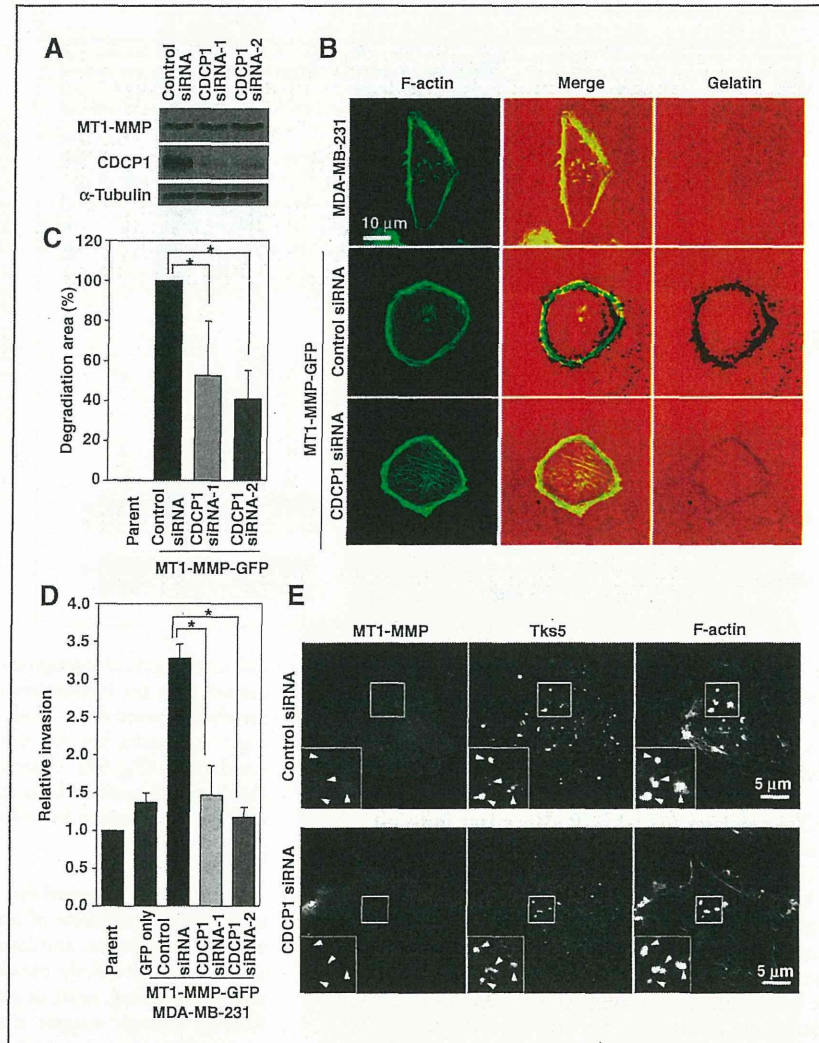 A
Control
siRNA
CDCP1
siRNA-1
CDCP1
siRNA-2
MT1-MMP
CDCP1
α-Tubulin
B
F-actin
Merge
Gelatin
MDA-MB-231
10 μm
Control siRNA
CDCP1 siRNA
MT1-MMP-GFP
C
Degradation area (%)
120
100
80
60
40
20
0
*
*
Parent
Control
siRNA
CDCP1
siRNA-1
CDCP1
siRNA-2
MT1-MMP-GFP
D
Relative invasion
4.0
3.5
3.0
2.5
2.0
1.5
1.0
0.5
0.0
*
*
Parent
GFP only
Control
siRNA
CDCP1
siRNA-1
CDCP1
siRNA-2
MT1-MMP-GFP
MDA-MB-231
E
MT1-MMP
Tks5
F-actin
Control siRNA
5 μm
CDCP1 siRNA
5 μm